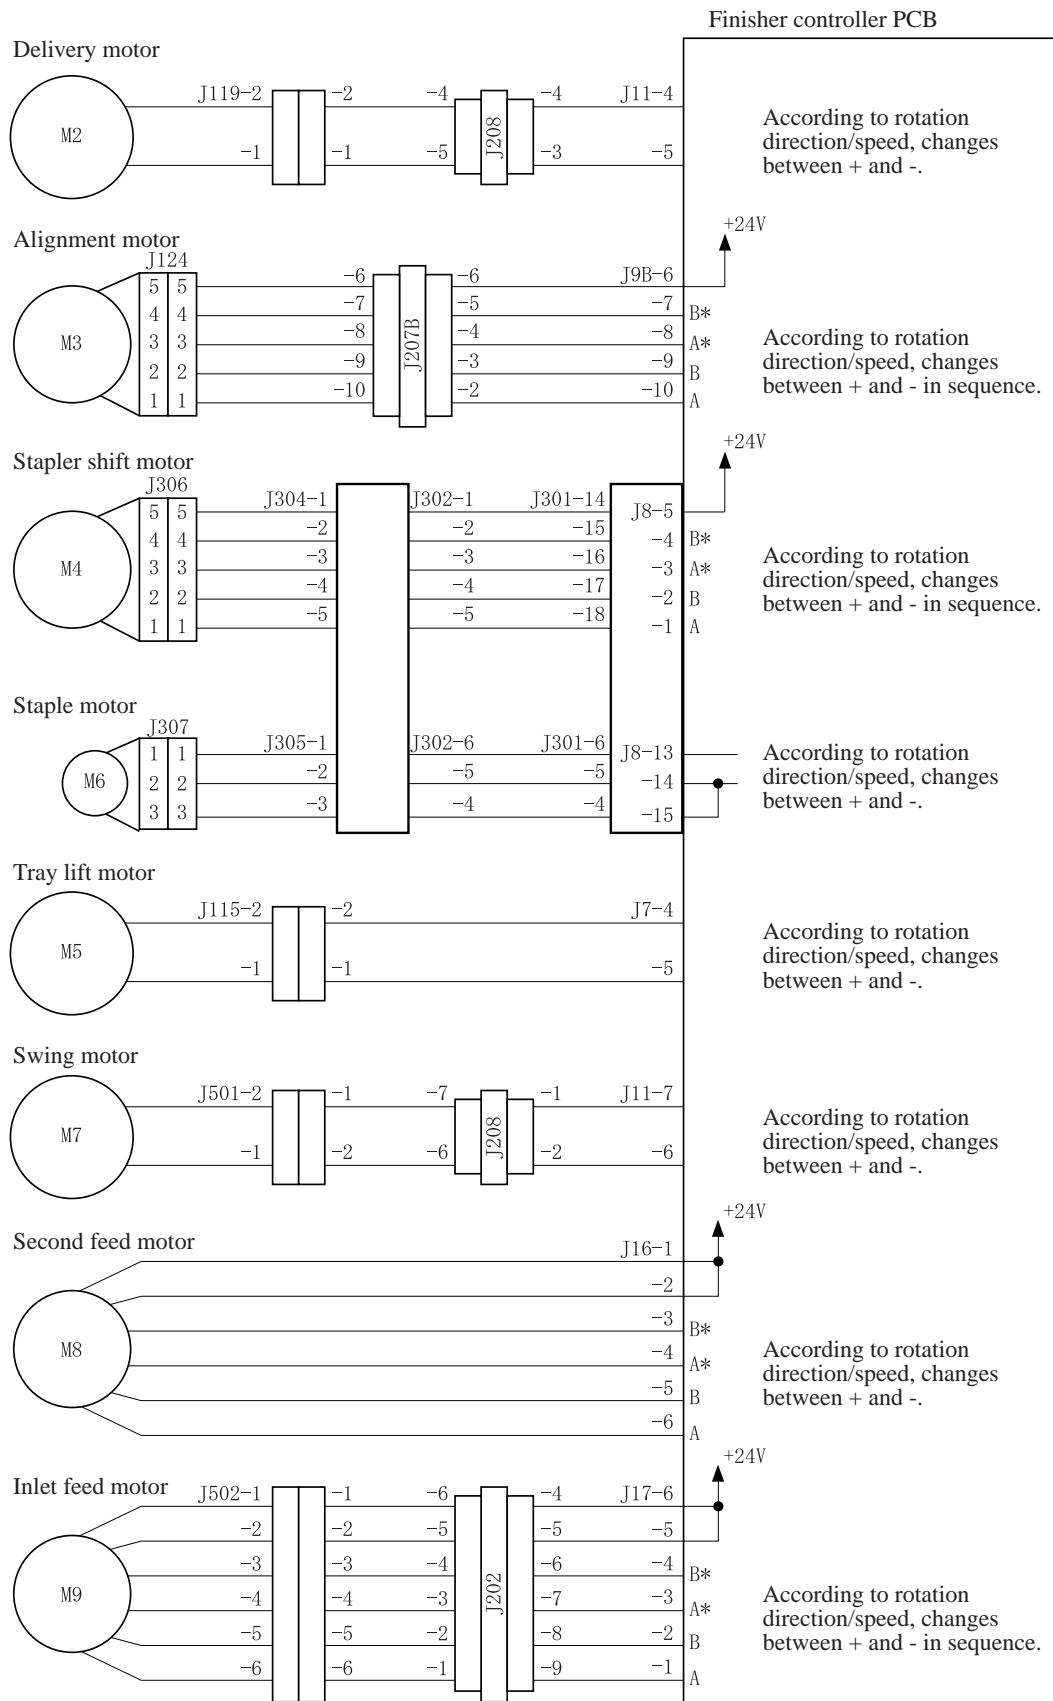 Finisher controller PCB
Delivery motor
J119-2 -2 -4 -4 J11-4
M2 J208
-1 -1 -5 -3 -5
According to rotation
direction/speed, changes
between + and -.
+24V
Alignment motor
J124
5 5 -6 -6 J9B-6
4 4 -7 -5 -7 B*
M3 3 3 -8 J207B -4 -8 A*
2 2 -9 -3 -9 B
1 1 -10 -2 -10 A
According to rotation
direction/speed, changes
between + and - in sequence.
+24V
Stapler shift motor
J306
5 5 J304-1 J302-1 J301-14 J8-5
4 4 -2 -2 -15 -4 B*
M4 3 3 -3 -3 -16 -3 A*
2 2 -4 -4 -17 -2 B
1 1 -5 -5 -18 -1 A
According to rotation
direction/speed, changes
between + and - in sequence.
Staple motor
J307
1 1 J305-1 J302-6 J301-6 J8-13
M6 2 2 -2 -5 -5 -14
3 3 -3 -4 -4 -15
According to rotation
direction/speed, changes
between + and -.
Tray lift motor
J115-2 -2 J7-4
M5
-1 -1 -5
According to rotation
direction/speed, changes
between + and -.
Swing motor
J501-2 -1 -7 -1 J11-7
M7 J208
-1 -2 -6 -2 -6
According to rotation
direction/speed, changes
between + and -.
+24V
Second feed motor
J16-1
-2
-3 B*
M8 -4 A*
-5 B
-6 A
According to rotation
direction/speed, changes
between + and -.
+24V
Inlet feed motor
J502-1 -1 -6 -4 J17-6
-2 -2 -5 -5 -5
-3 -3 -4 -6 -4 B*
M9 -4 -4 -3 J202 -7 -3 A*
-5 -5 -2 -8 -2 B
-6 -6 -1 -9 -1 A
According to rotation
direction/speed, changes
between + and - in sequence.